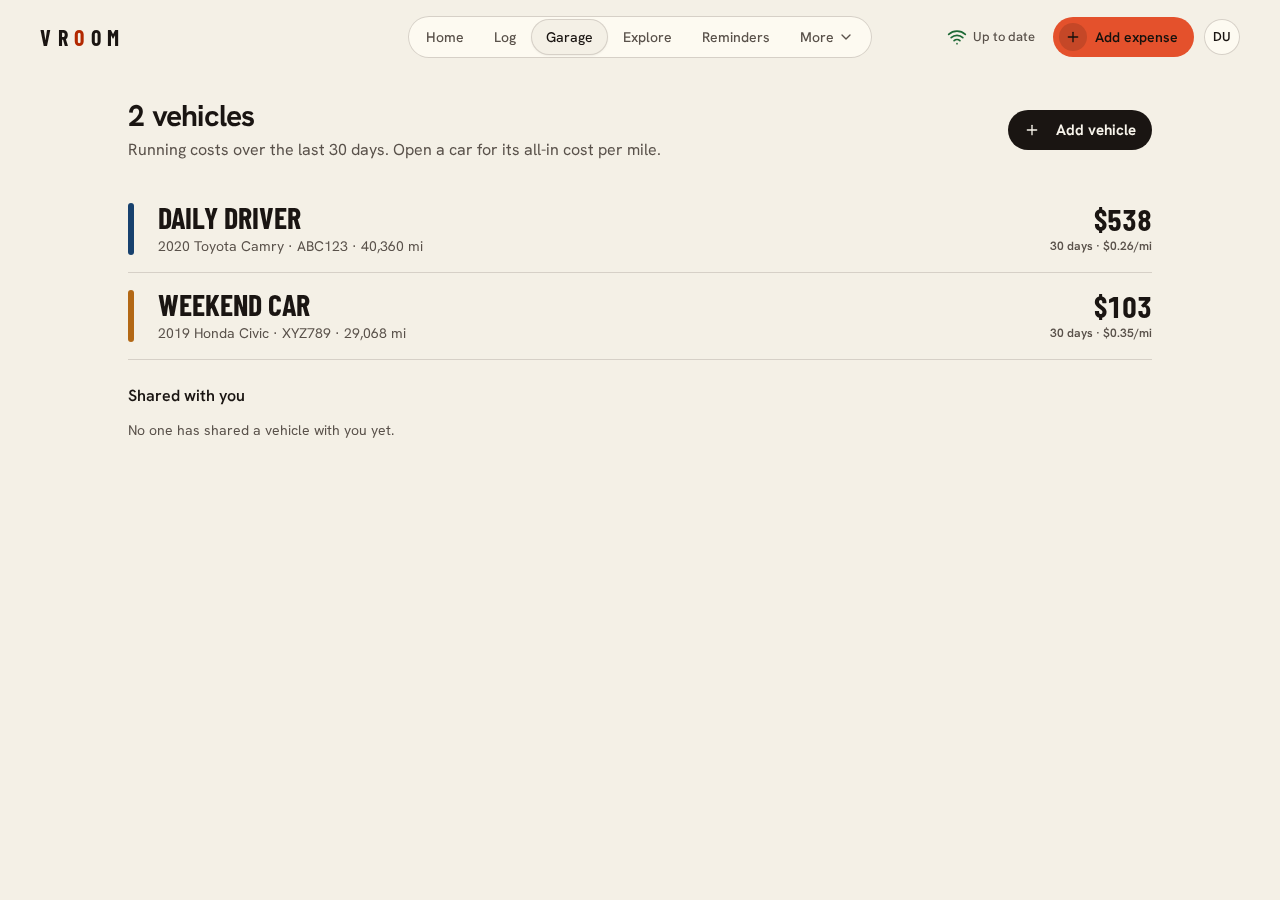 VROOM
Home Log Garage Explore Reminders More
Up to date
Add expense
DU
2 vehicles
Running costs over the last 30 days. Open a car for its all-in cost per mile.
Add vehicle
DAILY DRIVER
2020 Toyota Camry · ABC123 · 40,360 mi
$538
30 days · $0.26/mi
WEEKEND CAR
2019 Honda Civic · XYZ789 · 29,068 mi
$103
30 days · $0.35/mi
Shared with you
No one has shared a vehicle with you yet.